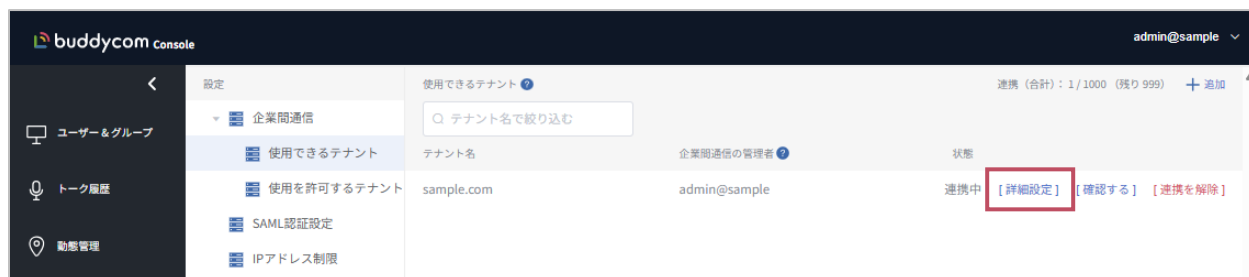 buddycom Console
admin@sample
設定
使用できるテナント
連携（合計）: 1 / 1000 （残り 999）
追加
ユーザー＆グループ
企業間通信
テナント名で絞り込む
使用できるテナント
テナント名
企業間通信の管理者
状態
トーク履歴
使用を許可するテナント
sample.com
admin@sample
連携中
[ 詳細設定 ]
[ 確認する ]
[ 連携を解除 ]
SAML認証設定
動態管理
IPアドレス制限